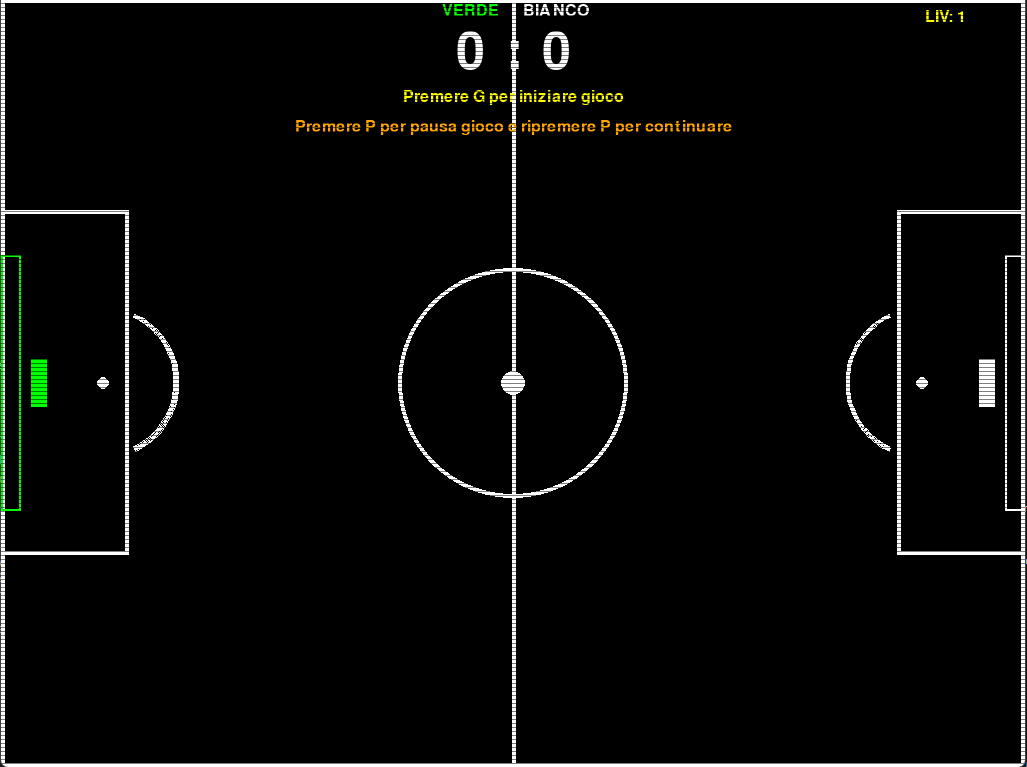 VERDE BIANCO
LIV: 1
0 : 0
Premere G per iniziare gioco
Premere P per pausa gioco e ripremere P per continuare